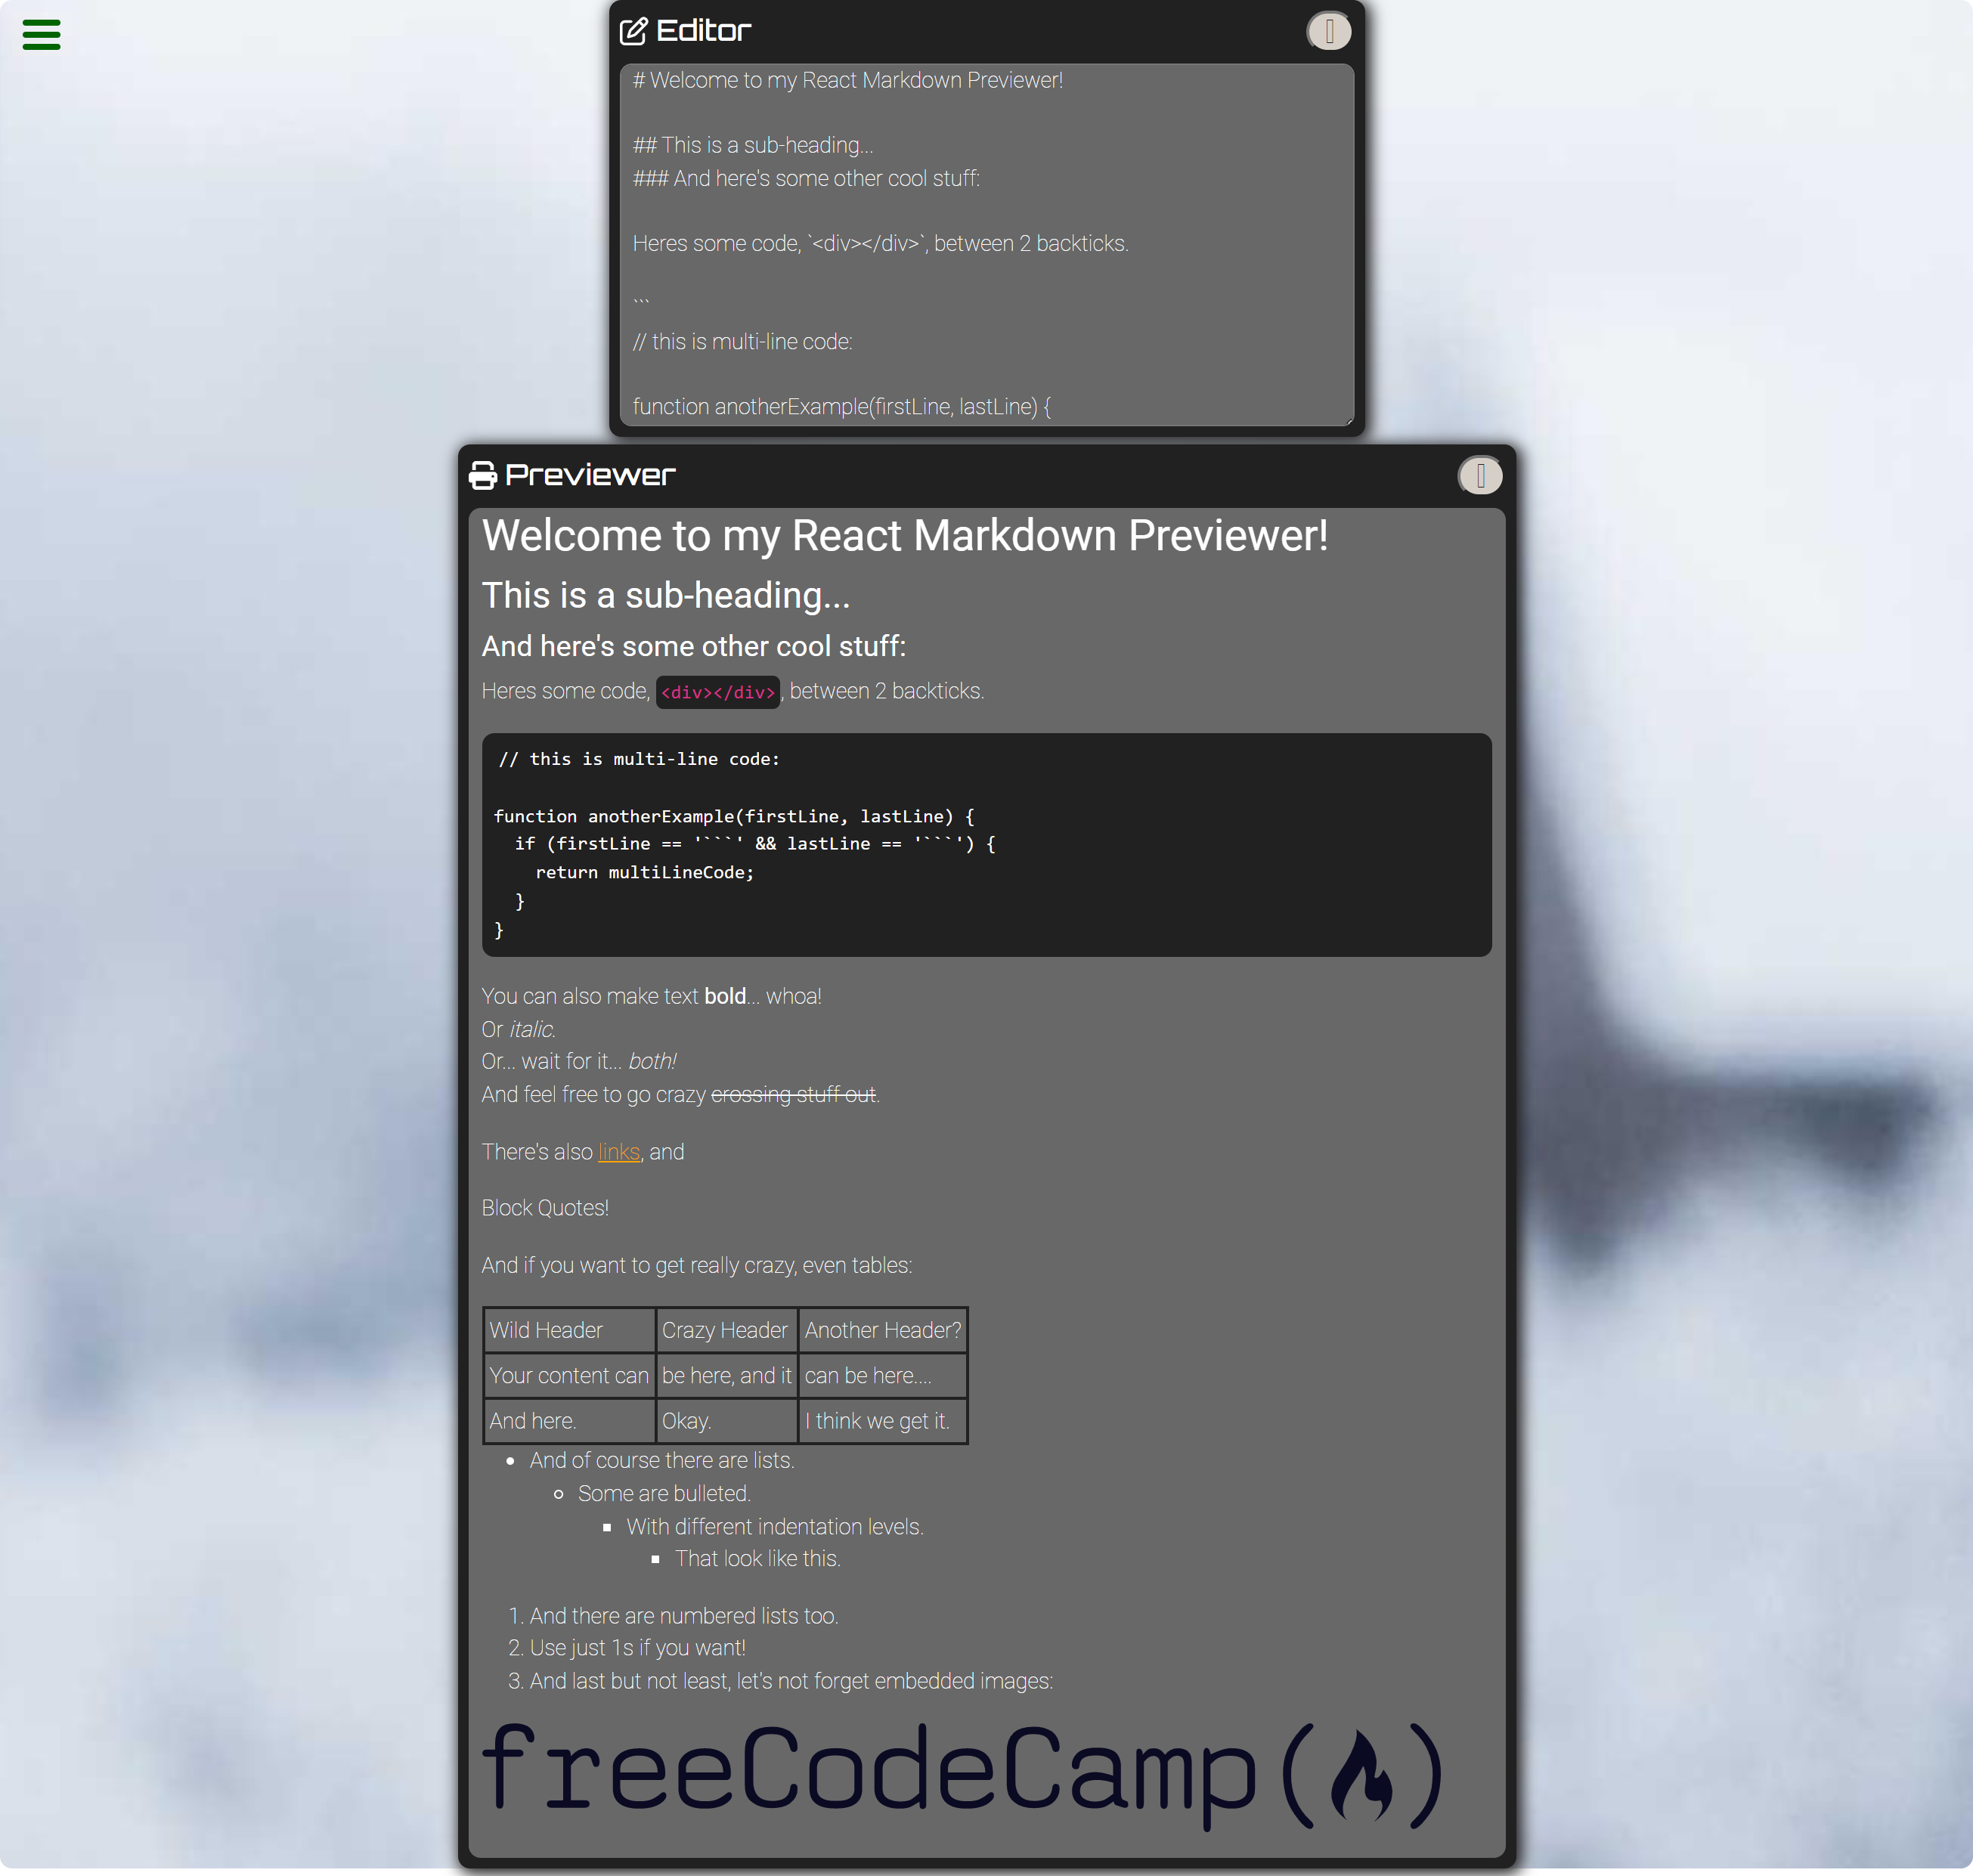 Editor
# Welcome to my React Markdown Previewer!
## This is a sub-heading...
### And here's some other cool stuff:
Heres some code, `<div></div>`, between 2 backticks.
```
// this is multi-line code:
function anotherExample(firstLine, lastLine) {
Previewer
Welcome to my React Markdown Previewer!
This is a sub-heading...
And here's some other cool stuff:
Heres some code, <div></div>, between 2 backticks.
// this is multi-line code:
function anotherExample(firstLine, lastLine) {
  if (firstLine == '```' && lastLine == '```') {
    return multiLineCode;
  }
}
You can also make text bold... whoa!
Or italic.
Or... wait for it... both!
And feel free to go crazy crossing stuff out.
There's also links, and
Block Quotes!
And if you want to get really crazy, even tables:
Wild Header Crazy Header Another Header?
Your content can be here, and it can be here....
And here. Okay. I think we get it.
And of course there are lists.
Some are bulleted.
With different indentation levels.
That look like this.
1. And there are numbered lists too.
2. Use just 1s if you want!
3. And last but not least, let's not forget embedded images:
freeCodeCamp( )